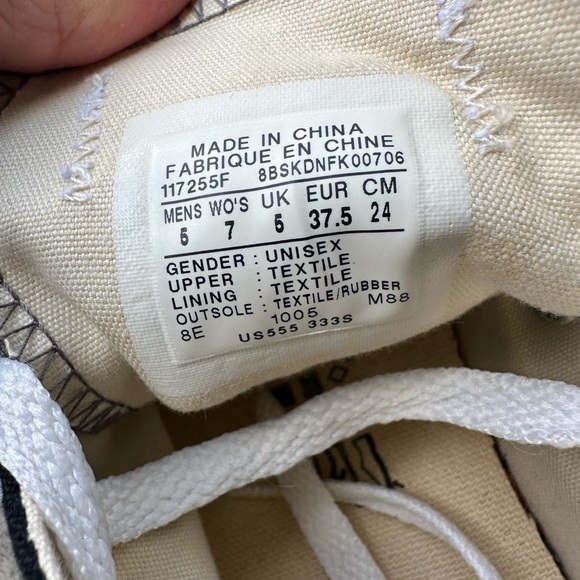 MADE IN CHINA
FABRIQUE EN CHINE
117255F 8BSKDNFK00706
MENS WO'S UK EUR CM
5 7 5 37.5 24
GENDER : UNISEX
UPPER : TEXTILE
LINING : TEXTILE
OUTSOLE : TEXTILE/RUBBER
8E 1005 M88
US555 333S